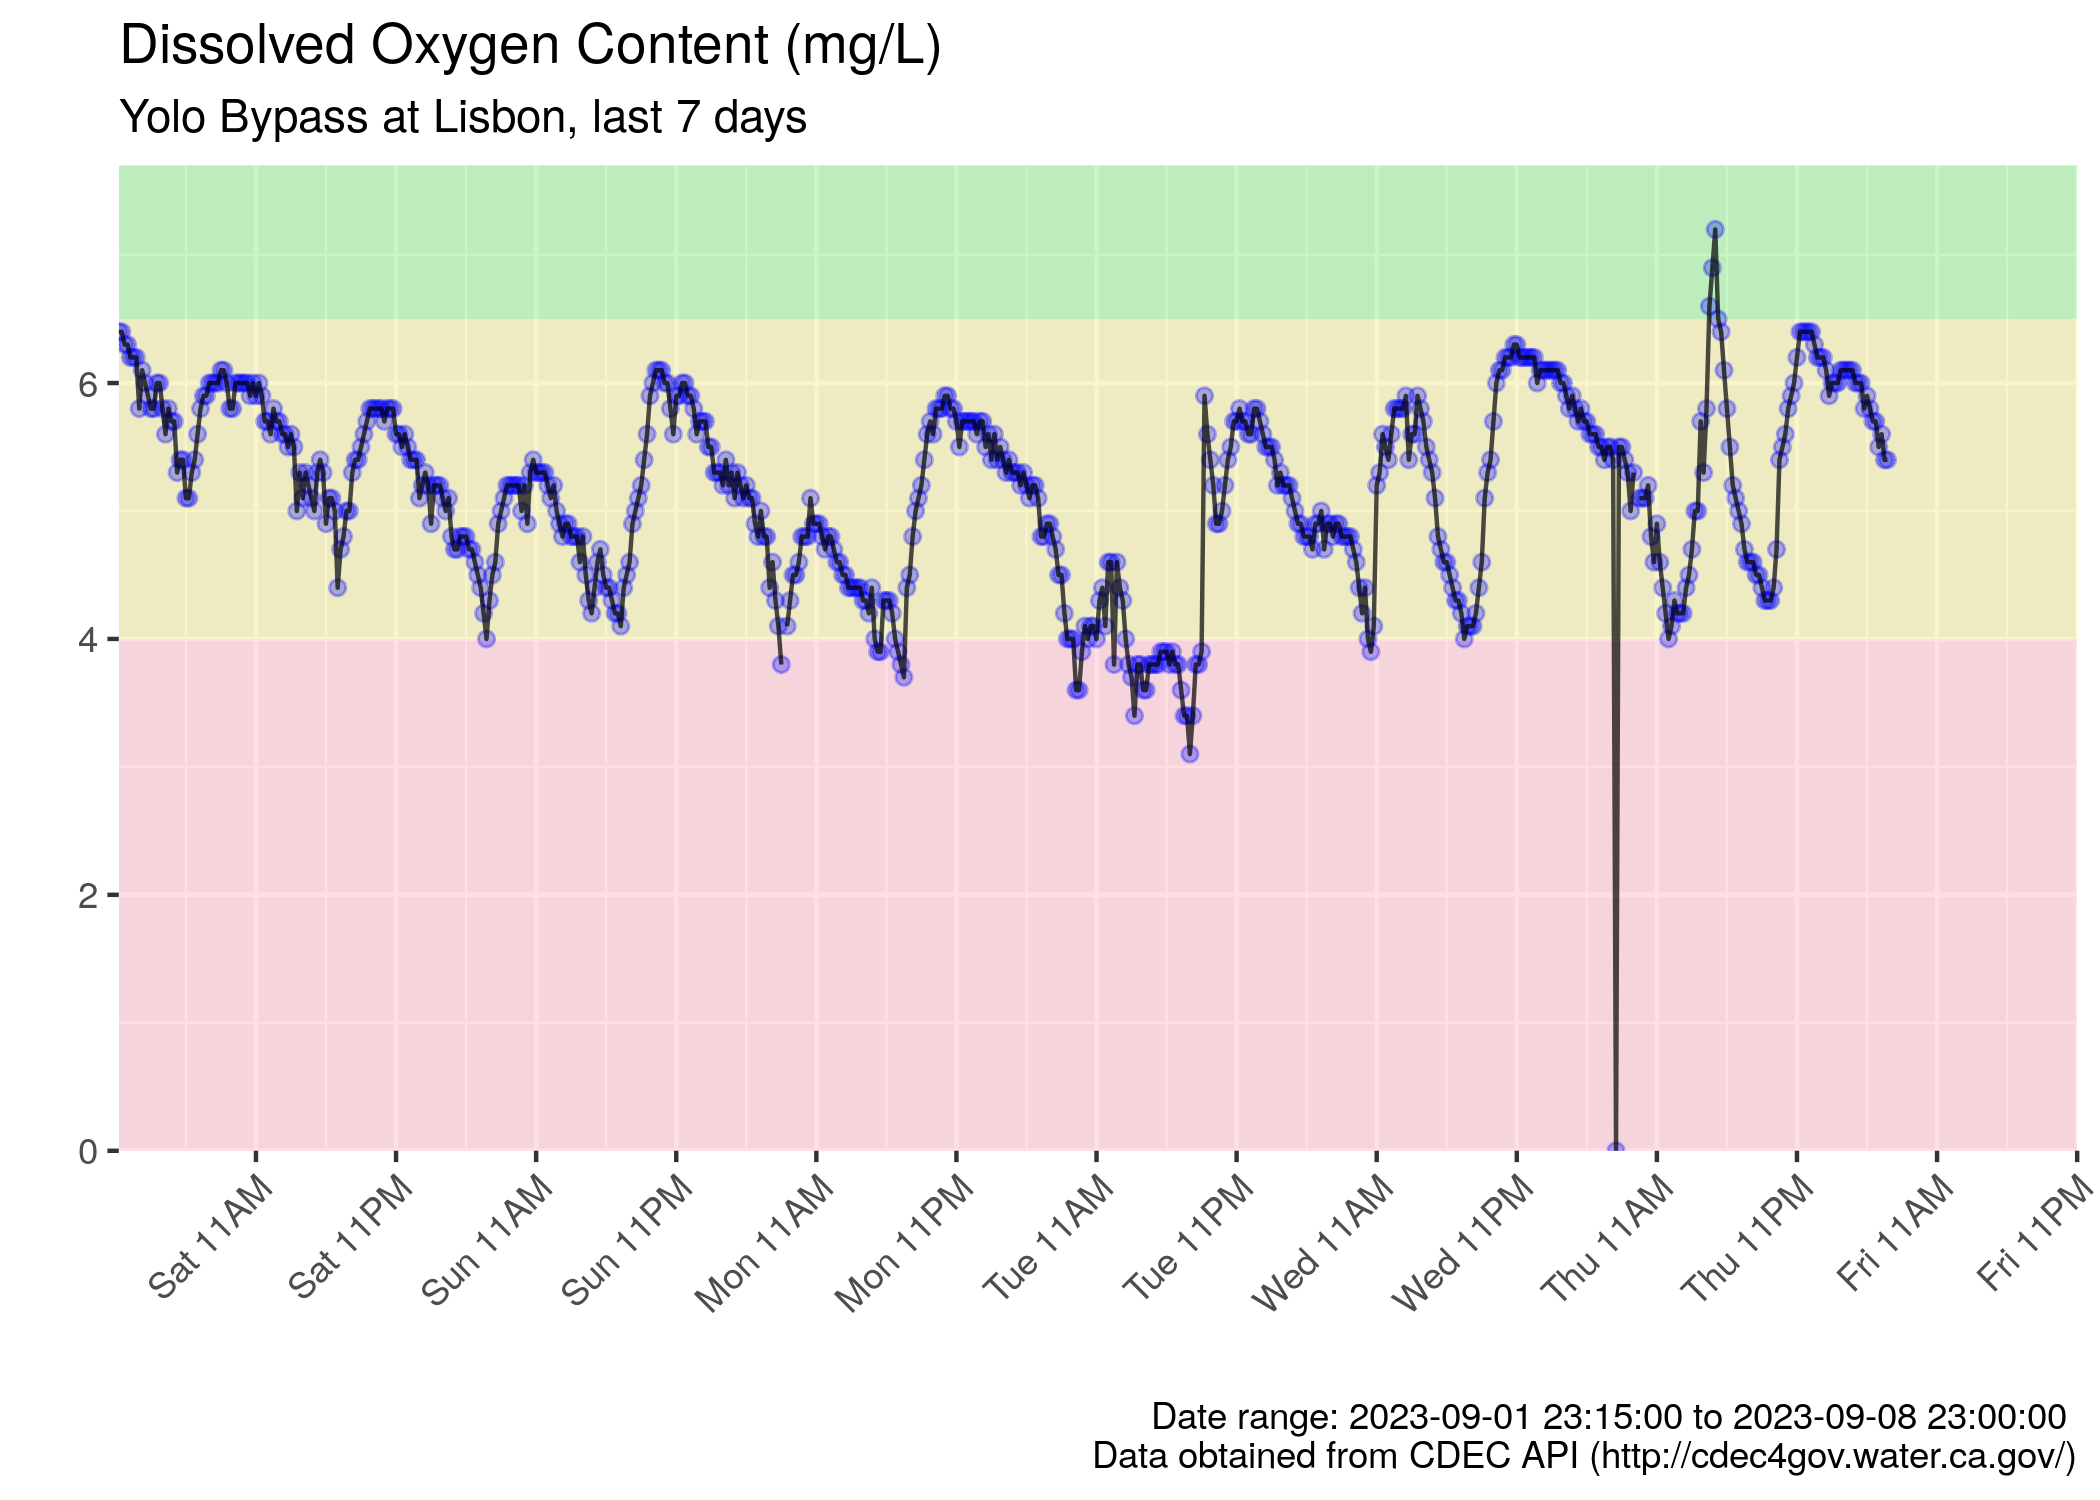 Dissolved Oxygen Content (mg/L)
Yolo Bypass at Lisbon, last 7 days
6
4
2
0
Sat 11AM
Sat 11PM
Sun 11AM
Sun 11PM
Mon 11AM
Mon 11PM
Tue 11AM
Tue 11PM
Wed 11AM
Wed 11PM
Thu 11AM
Thu 11PM
Fri 11AM
Fri 11PM
Date range: 2023-09-01 23:15:00 to 2023-09-08 23:00:00
Data obtained from CDEC API (http://cdec4gov.water.ca.gov/)